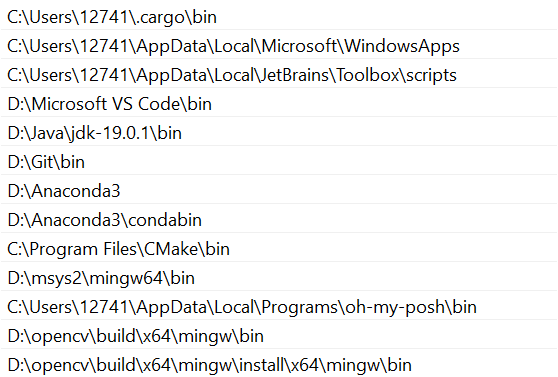 C:\Users\12741\.cargo\bin
C:\Users\12741\AppData\Local\Microsoft\WindowsApps
C:\Users\12741\AppData\Local\JetBrains\Toolbox\scripts
D:\Microsoft VS Code\bin
D:\Java\jdk-19.0.1\bin
D:\Git\bin
D:\Anaconda3
D:\Anaconda3\condabin
C:\Program Files\CMake\bin
D:\msys2\mingw64\bin
C:\Users\12741\AppData\Local\Programs\oh-my-posh\bin
D:\opencv\build\x64\mingw\bin
D:\opencv\build\x64\mingw\install\x64\mingw\bin